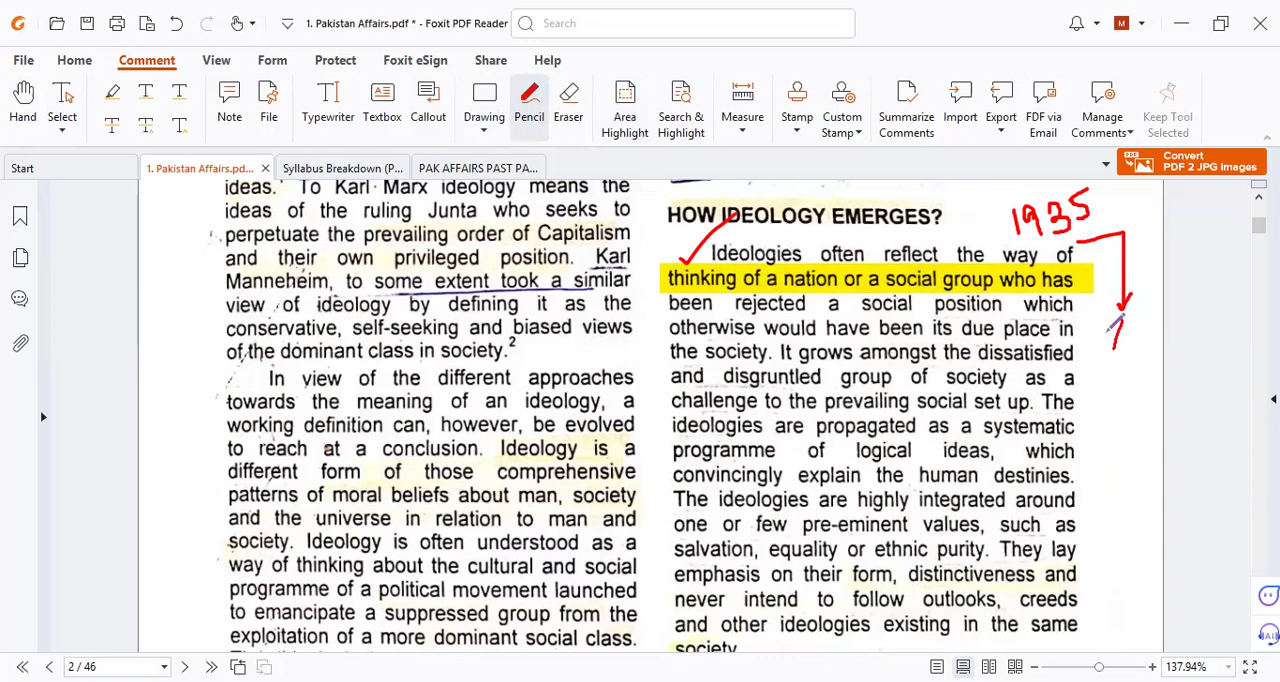 1. Pakistan Affairs.pdf * - Foxit PDF Reader
Search
M
File Home Comment View Form Protect Foxit eSign Share Help
Hand Select Note File Typewriter Textbox Callout Drawing Pencil Eraser Area Highlight Search & Highlight Measure Stamp Custom Stamp Summarize Comments Import Export FDF via Email Manage Comments Keep Tool Selected
Start 1. Pakistan Affairs.pd... Syllabus Breakdown (P... PAK AFFAIRS PAST PA...
Convert
PDF 2 JPG Images
ideas.¹ To Karl Marx ideology means the
ideas of the ruling Junta who seeks to
perpetuate the prevailing order of Capitalism
and their own privileged position. Karl
Manneheim, to some extent took a similar
view of ideology by defining it as the
conservative, self-seeking and biased views
of the dominant class in society.²
In view of the different approaches
towards the meaning of an ideology, a
working definition can, however, be evolved
to reach at a conclusion. Ideology is a
different form of those comprehensive
patterns of moral beliefs about man, society
and the universe in relation to man and
society. Ideology is often understood as a
way of thinking about the cultural and social
programme of a political movement launched
to emancipate a suppressed group from the
exploitation of a more dominant social class.
HOW IDEOLOGY EMERGES?
1935
Ideologies often reflect the way of
thinking of a nation or a social group who has
been rejected a social position which
otherwise would have been its due place in
the society. It grows amongst the dissatisfied
and disgruntled group of society as a
challenge to the prevailing social set up. The
ideologies are propagated as a systematic
programme of logical ideas, which
convincingly explain the human destinies.
The ideologies are highly integrated around
one or few pre-eminent values, such as
salvation, equality or ethnic purity. They lay
emphasis on their form, distinctiveness and
never intend to follow outlooks, creeds
and other ideologies existing in the same
society.
2 / 46
137.94%